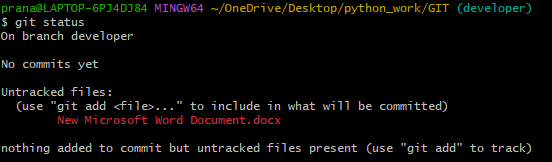 prana@LAPTOP-6PJ4DJ84 MINGW64 ~/OneDrive/Desktop/python_work/GIT (developer)
$ git status
On branch developer
No commits yet
Untracked files:
  (use "git add <file>..." to include in what will be committed)
        New Microsoft Word Document.docx
nothing added to commit but untracked files present (use "git add" to track)